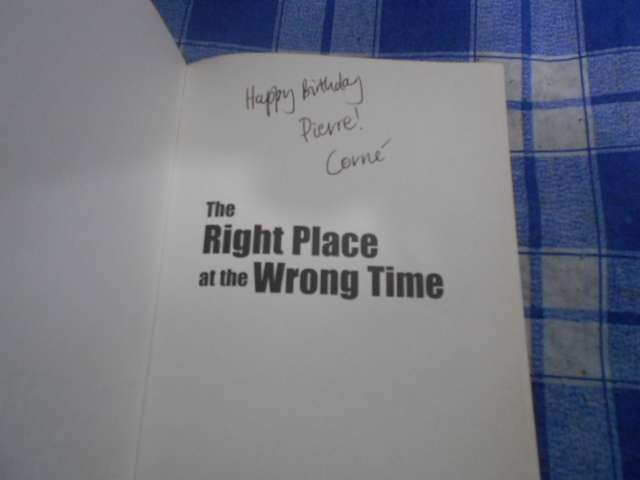 Happy Birthday
Pierre!
Corné
The
Right Place
at the Wrong Time